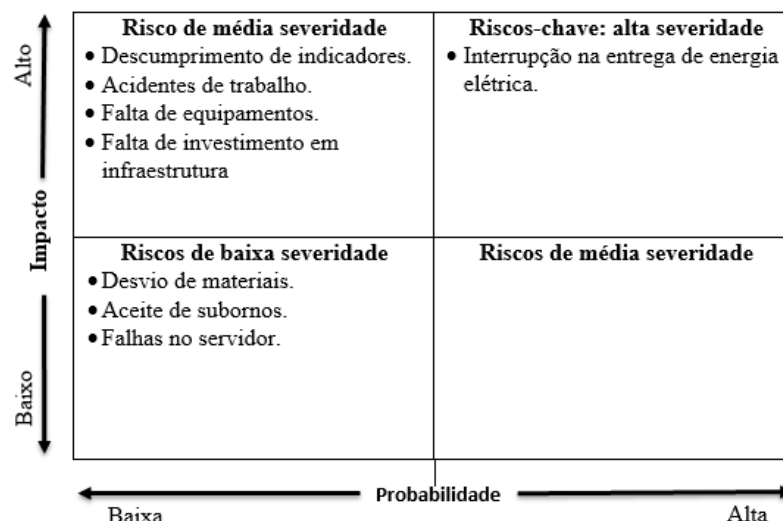 Alto
Impacto
Baixo
Risco de média severidade
• Descumprimento de indicadores.
• Acidentes de trabalho.
• Falta de equipamentos.
• Falta de investimento em
infraestrutura
Riscos-chave: alta severidade
• Interrupção na entrega de energia
elétrica.
Riscos de baixa severidade
• Desvio de materiais.
• Aceite de subornos.
• Falhas no servidor.
Riscos de média severidade
Probabilidade
Baixa
Alta